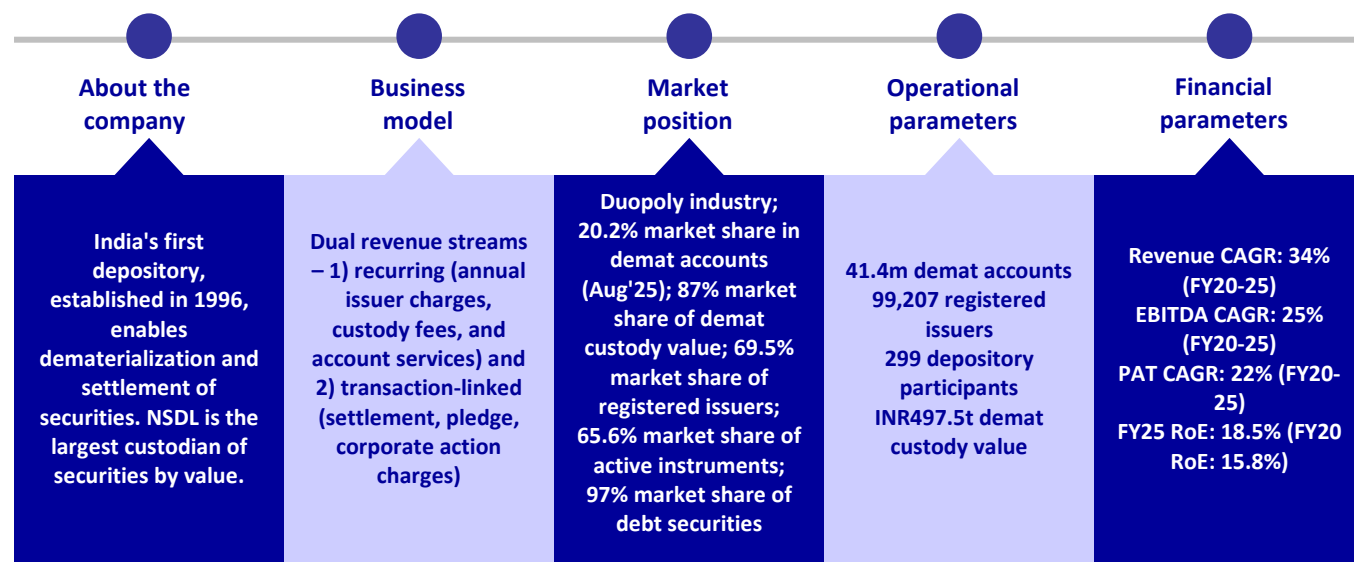 About the
company
Business
model
Market
position
Operational
parameters
Financial
parameters
India's first
depository,
established in 1996,
enables
dematerialization and
settlement of
securities. NSDL is the
largest custodian of
securities by value.
Dual revenue streams
– 1) recurring (annual
issuer charges,
custody fees, and
account services) and
2) transaction-linked
(settlement, pledge,
corporate action
charges)
Duopoly industry;
20.2% market share in
demat accounts
(Aug'25); 87% market
share of demat
custody value; 69.5%
market share of
registered issuers;
65.6% market share of
active instruments;
97% market share of
debt securities
41.4m demat accounts
99,207 registered
issuers
299 depository
participants
INR497.5t demat
custody value
Revenue CAGR: 34%
(FY20-25)
EBITDA CAGR: 25%
(FY20-25)
PAT CAGR: 22% (FY20-
25)
FY25 RoE: 18.5% (FY20
RoE: 15.8%)